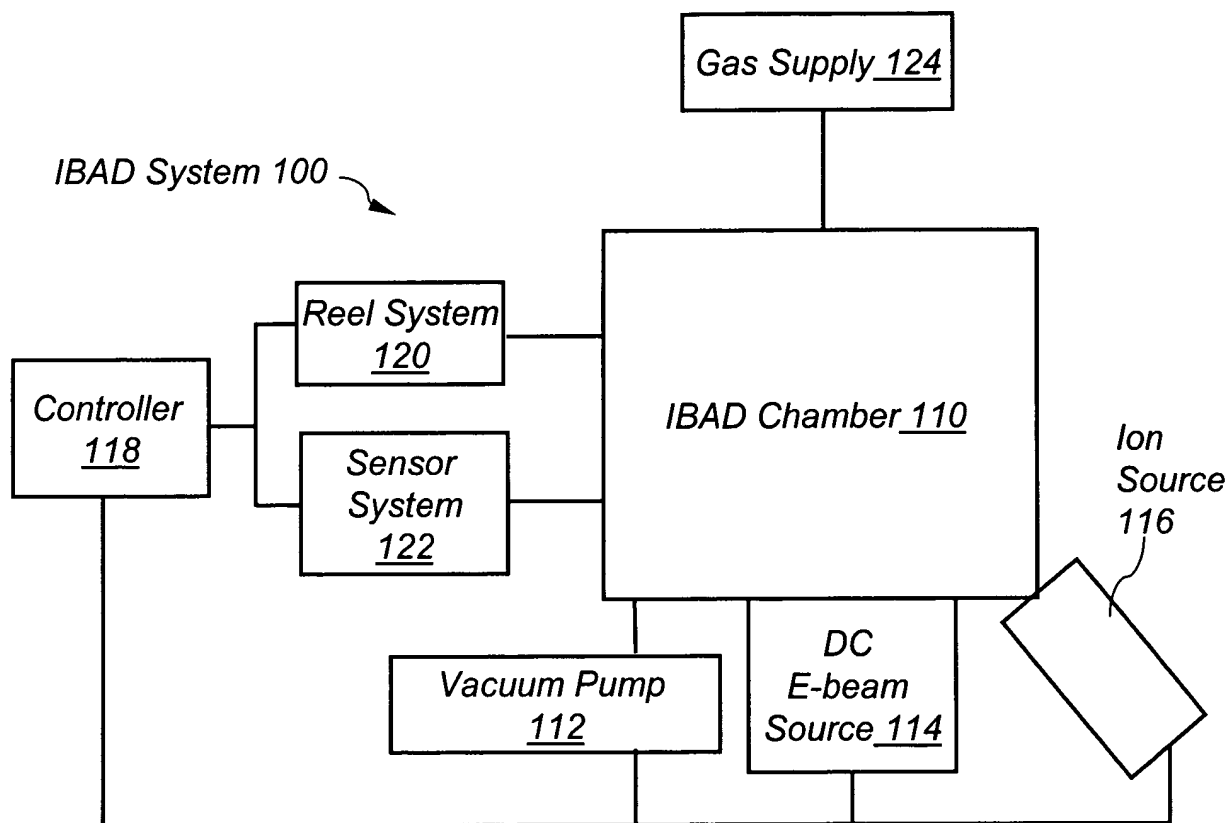 Gas Supply 124
IBAD System 100
Reel System
120
Controller
118
Sensor
System
122
IBAD Chamber 110
Ion
Source
116
Vacuum Pump
112
DC
E-beam
Source 114